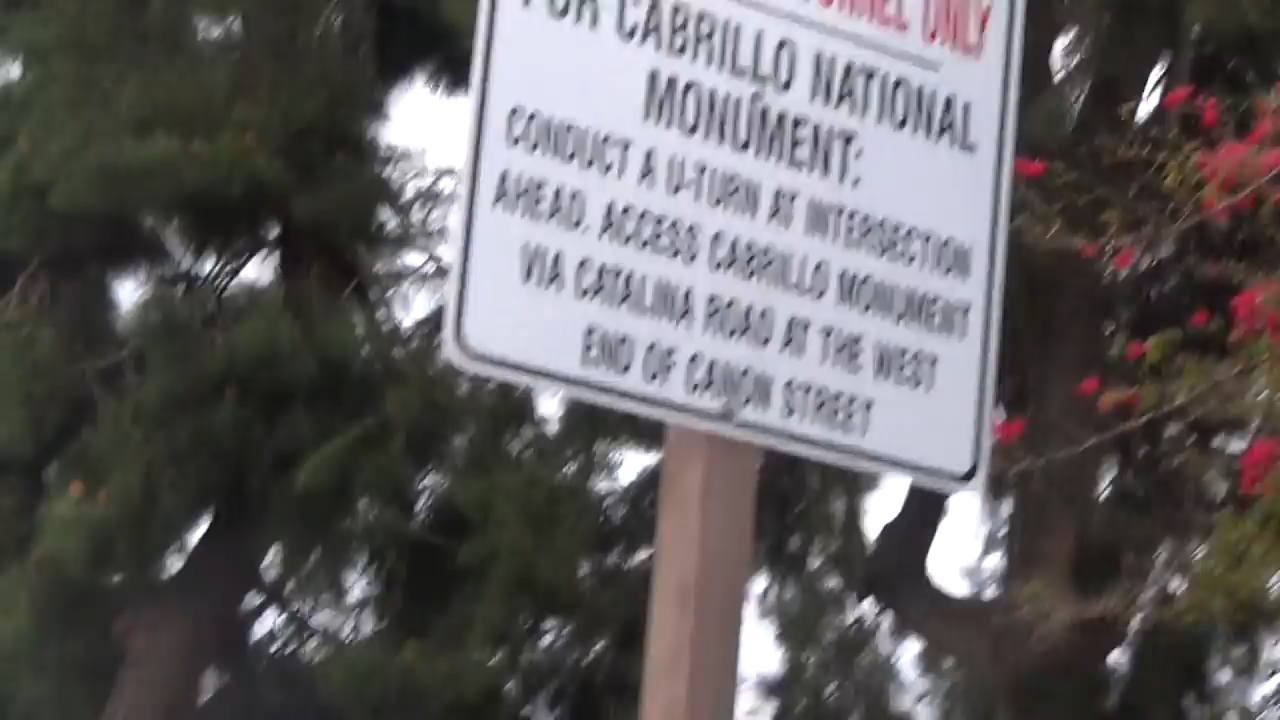 ONLY
FOR CABRILLO NATIONAL
MONUMENT:
CONDUCT A U-TURN AT INTERSECTION
AHEAD. ACCESS CABRILLO MONUMENT
VIA CATALINA ROAD AT THE WEST
END OF CANON STREET